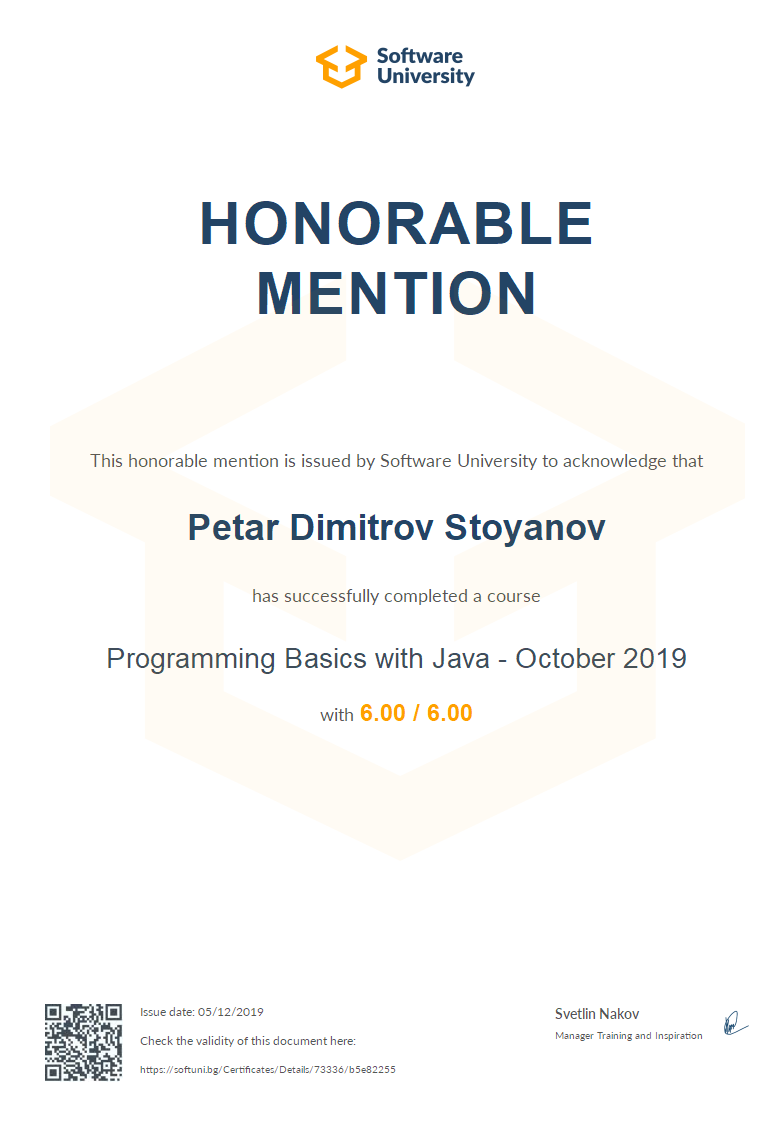 Software
University
HONORABLE
MENTION
This honorable mention is issued by Software University to acknowledge that
Petar Dimitrov Stoyanov
has successfully completed a course
Programming Basics with Java - October 2019
with 6.00 / 6.00
Issue date: 05/12/2019
Check the validity of this document here:
https://softuni.bg/Certificates/Details/73336/b5e82255
Svetlin Nakov
Manager Training and Inspiration